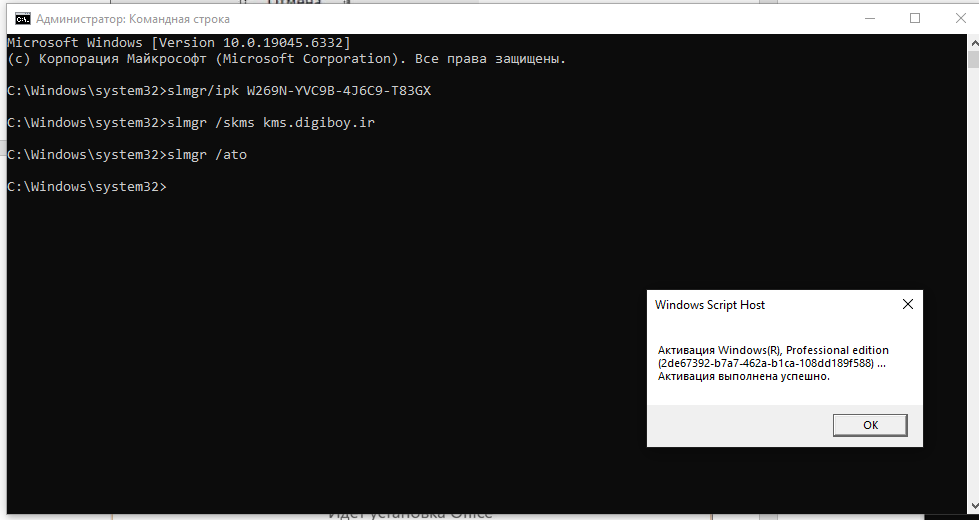 Отмена
Администратор: Командная строка
Microsoft Windows [Version 10.0.19045.6332]
(c) Корпорация Майкрософт (Microsoft Corporation). Все права защищены.
C:\Windows\system32>slmgr/ipk W269N-YVC9B-4J6C9-T83GX
C:\Windows\system32>slmgr /skms kms.digiboy.ir
C:\Windows\system32>slmgr /ato
C:\Windows\system32>
Windows Script Host
Активация Windows(R), Professional edition
(2de67392-b7a7-462a-b1ca-108dd189f588) ...
Активация выполнена успешно.
OK
Идет установка Office